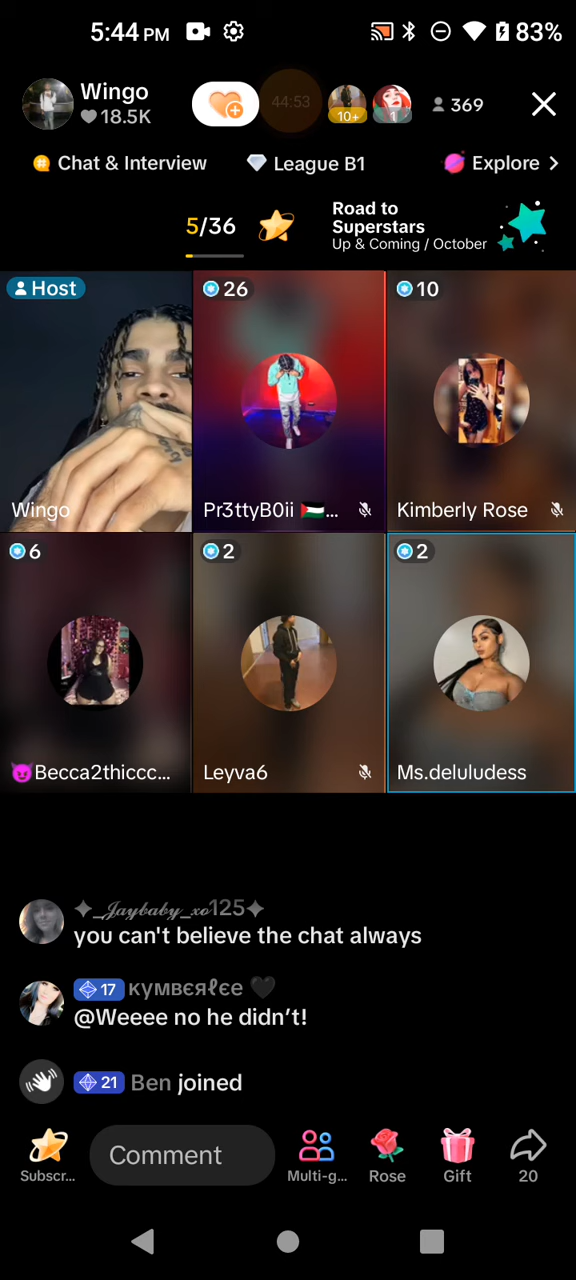 5:44 PM
83%
Wingo
18.5K
44:53
10+
1
369
Chat & Interview
League B1
Explore
5/36
Road to
Superstars
Up & Coming / October
Host
26
10
Wingo
Pr3ttyB0ii 🇵🇸...
Kimberly Rose
6
2
2
😈Becca2thiccc...
Leyva6
Ms.deluludess
✦_𝒥𝒶𝓎𝒷𝒶𝒷𝓎_𝓍𝑜125✦
you can't believe the chat always
17 кумвєяℓєе 🖤
@Weeee no he didn't!
21 Ben joined
Subscr...
Comment
Multi-g...
Rose
Gift
20